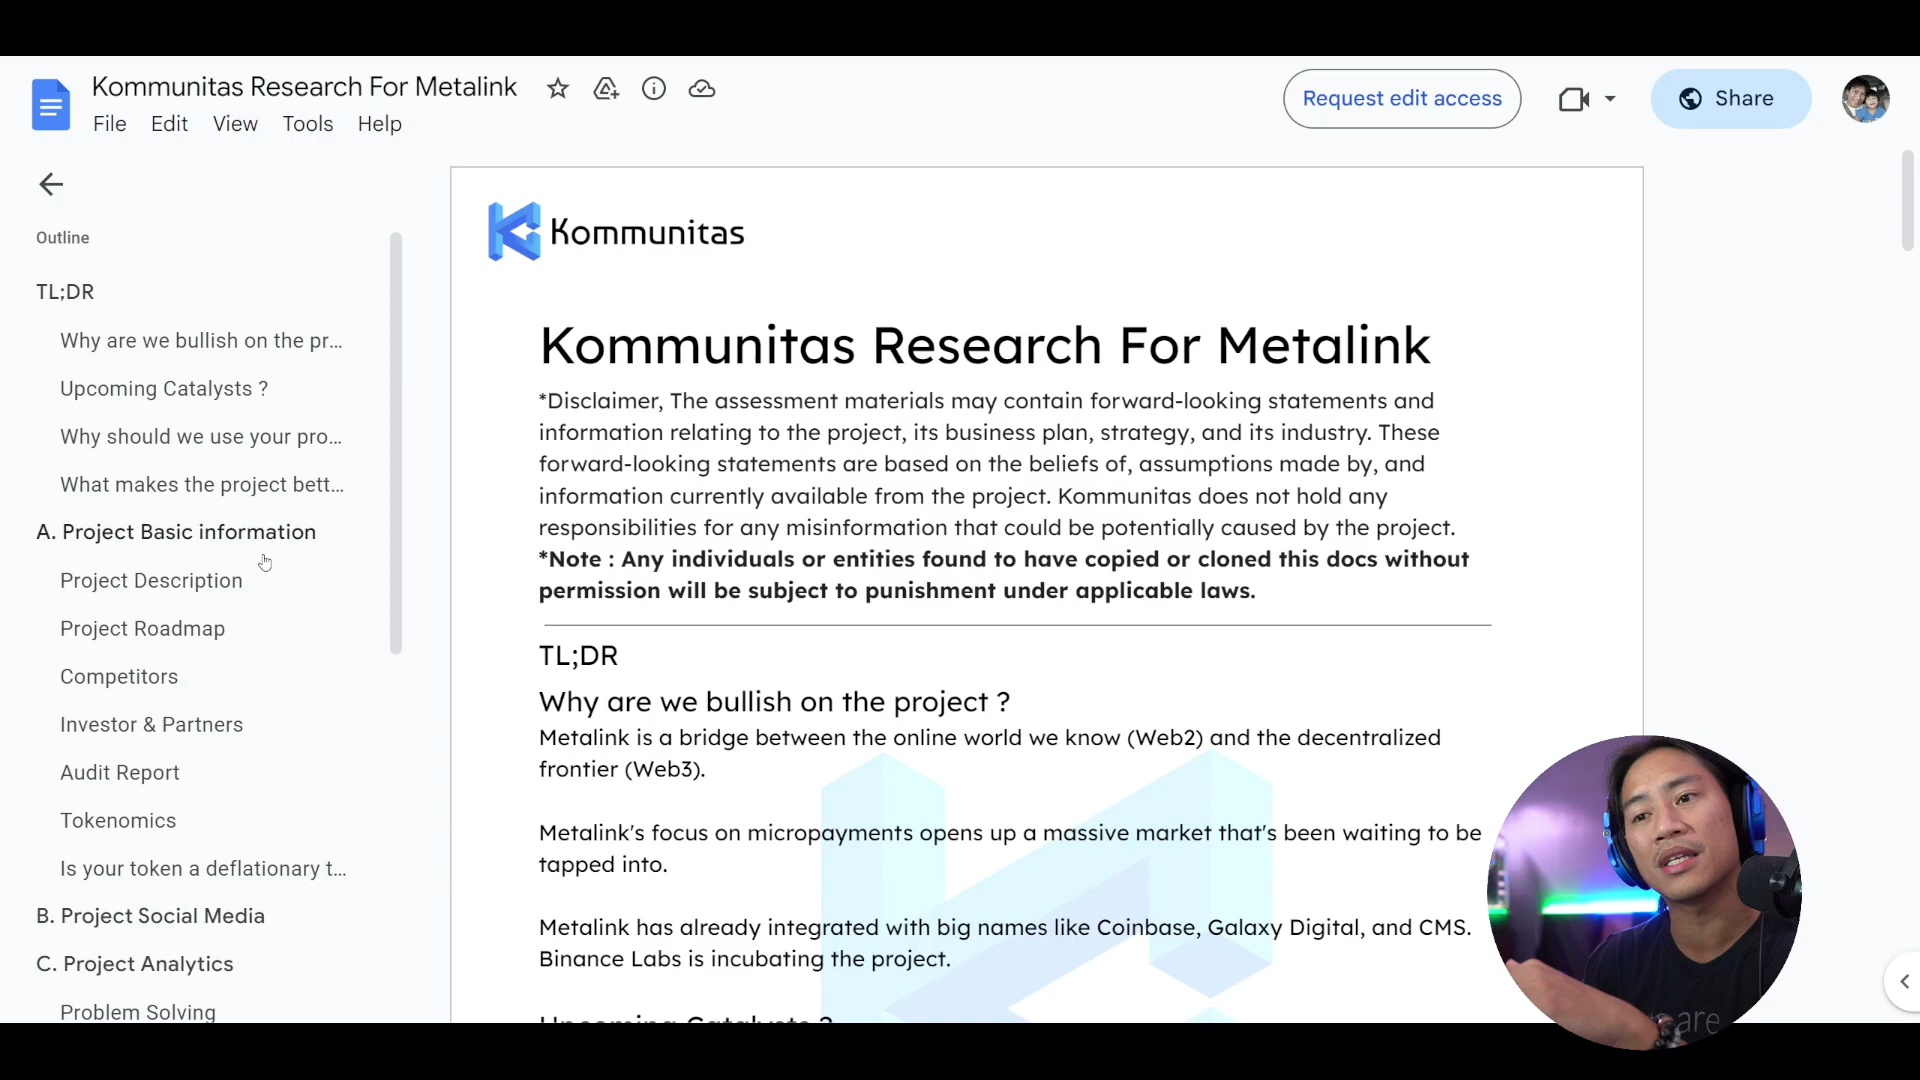 Kommunitas Research For Metalink
File Edit View Tools Help
Request edit access
Share
Outline
TL;DR
Why are we bullish on the pr...
Upcoming Catalysts ?
Why should we use your pro...
What makes the project bett...
A. Project Basic information
Project Description
Project Roadmap
Competitors
Investor & Partners
Audit Report
Tokenomics
Is your token a deflationary t...
B. Project Social Media
C. Project Analytics
Problem Solving
Kommunitas
Kommunitas Research For Metalink
*Disclaimer, The assessment materials may contain forward-looking statements and
information relating to the project, its business plan, strategy, and its industry. These
forward-looking statements are based on the beliefs of, assumptions made by, and
information currently available from the project. Kommunitas does not hold any
responsibilities for any misinformation that could be potentially caused by the project.
*Note : Any individuals or entities found to have copied or cloned this docs without
permission will be subject to punishment under applicable laws.
TL;DR
Why are we bullish on the project ?
Metalink is a bridge between the online world we know (Web2) and the decentralized
frontier (Web3).
Metalink's focus on micropayments opens up a massive market that's been waiting to be
tapped into.
Metalink has already integrated with big names like Coinbase, Galaxy Digital, and CMS.
Binance Labs is incubating the project.
Upcoming Catalysts ?
are